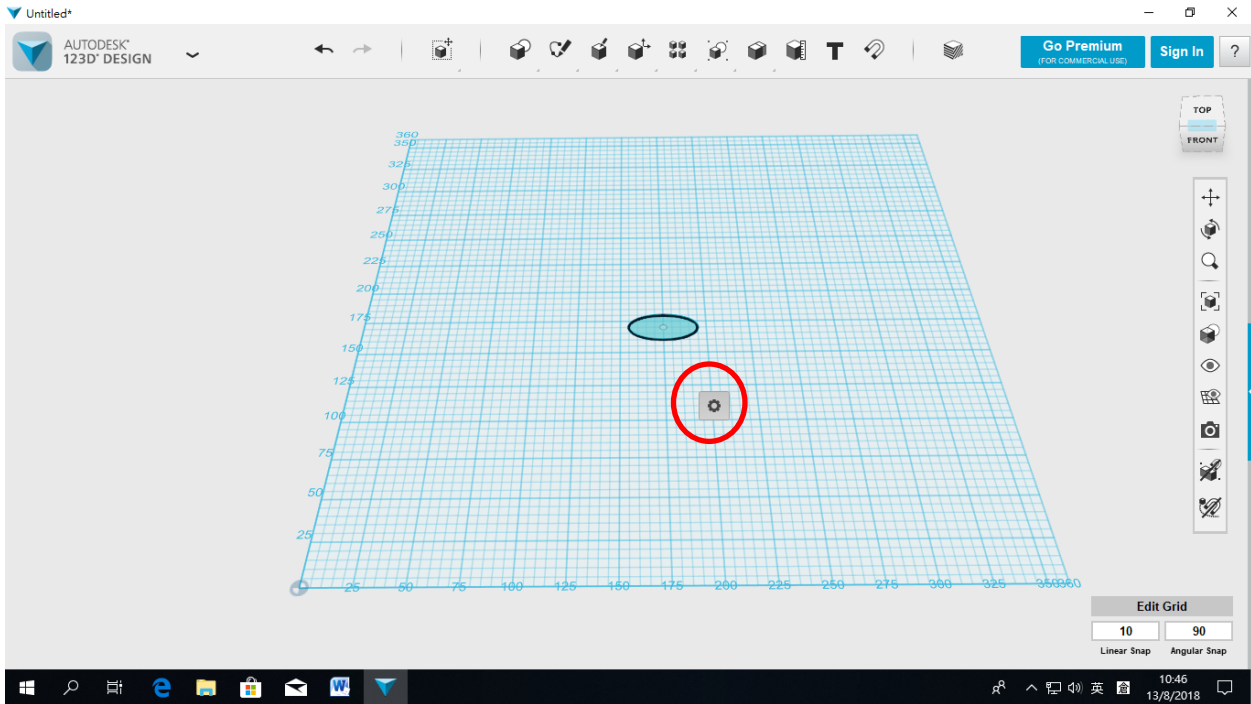 Untitled*
AUTODESK®
123D® DESIGN
Go Premium
(FOR COMMERCIAL USE)
Sign In
?
TOP
FRONT
360
350
325
300
275
250
225
200
175
150
125
100
75
50
25
25 50 75 100 125 150 175 200 225 250 275 300 325 350 360
Edit Grid
10 90
Linear Snap Angular Snap
英
10:46
13/8/2018